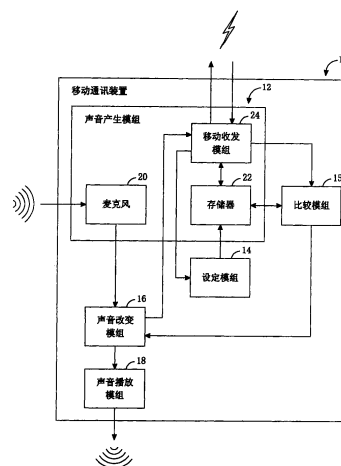 移动通讯装置
12
声音产生模组
24
移动收发
模组
20
麦克风
22
存储器
15
比较模组
14
设定模组
16
声音改变
模组
18
声音播放
模组